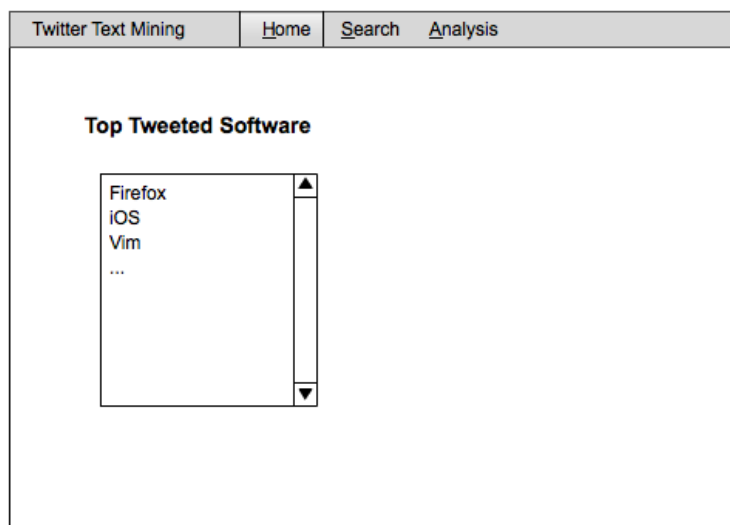 Twitter Text Mining Home Search Analysis
Top Tweeted Software
Firefox
iOS
Vim
...